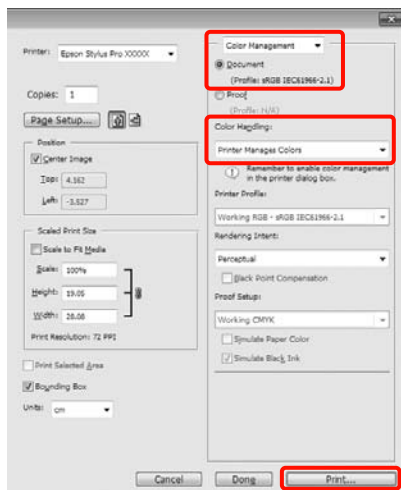 Printer: Epson Stylus Pro XXXXX
Copies: 1
Page Setup...
Position
Center Image
Top: 4.162
Left: -3.527
Scaled Print Size
Scale to Fit Media
Scale: 100%
Height: 19.05
Width: 28.08
Print Resolution: 72 PPI
Print Selected Area
Bounding Box
Units: cm
Color Management
Document
(Profile: sRGB IEC61966-2.1)
Proof
(Profile: N/A)
Color Handling:
Printer Manages Colors
Remember to enable color management
in the printer dialog box.
Printer Profile:
Working RGB - sRGB IEC61966-2.1
Rendering Intent:
Perceptual
Black Point Compensation
Proof Setup:
Working CMYK
Simulate Paper Color
Simulate Black Ink
Cancel
Done
Print...